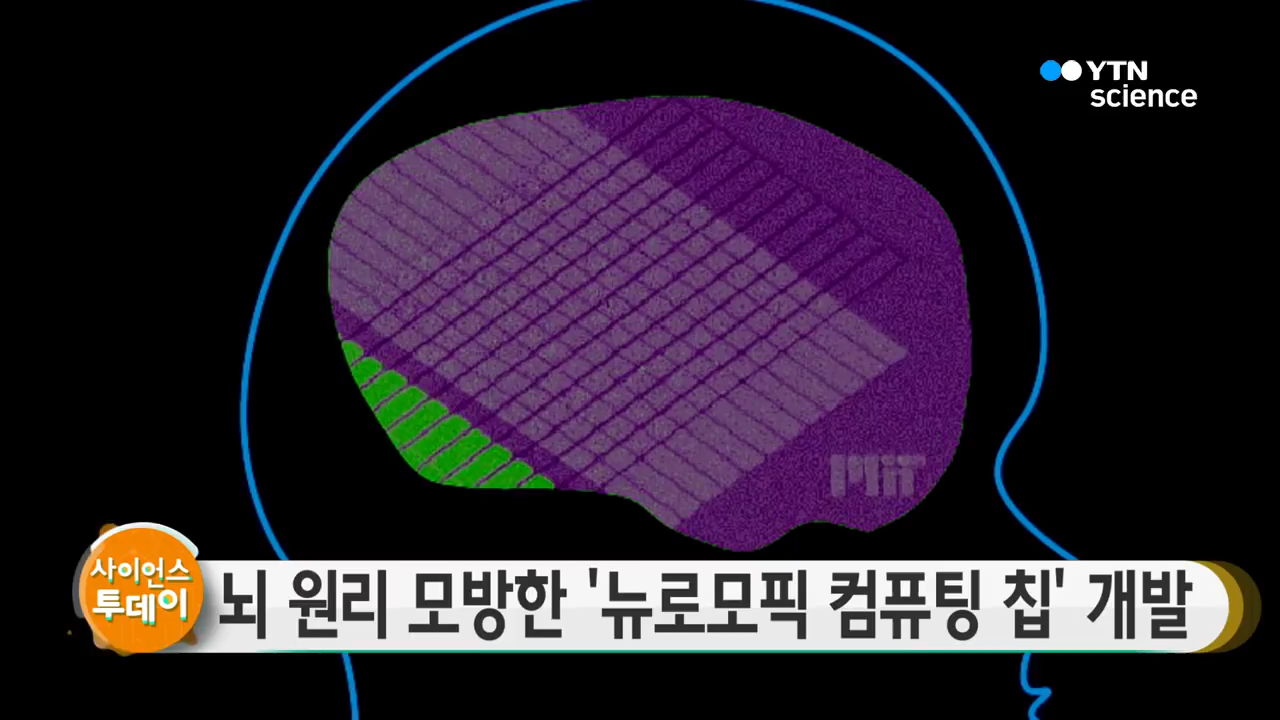 YTN
science
MIT
사이언스
투데이
뇌 원리 모방한 '뉴로모픽 컴퓨팅 칩' 개발